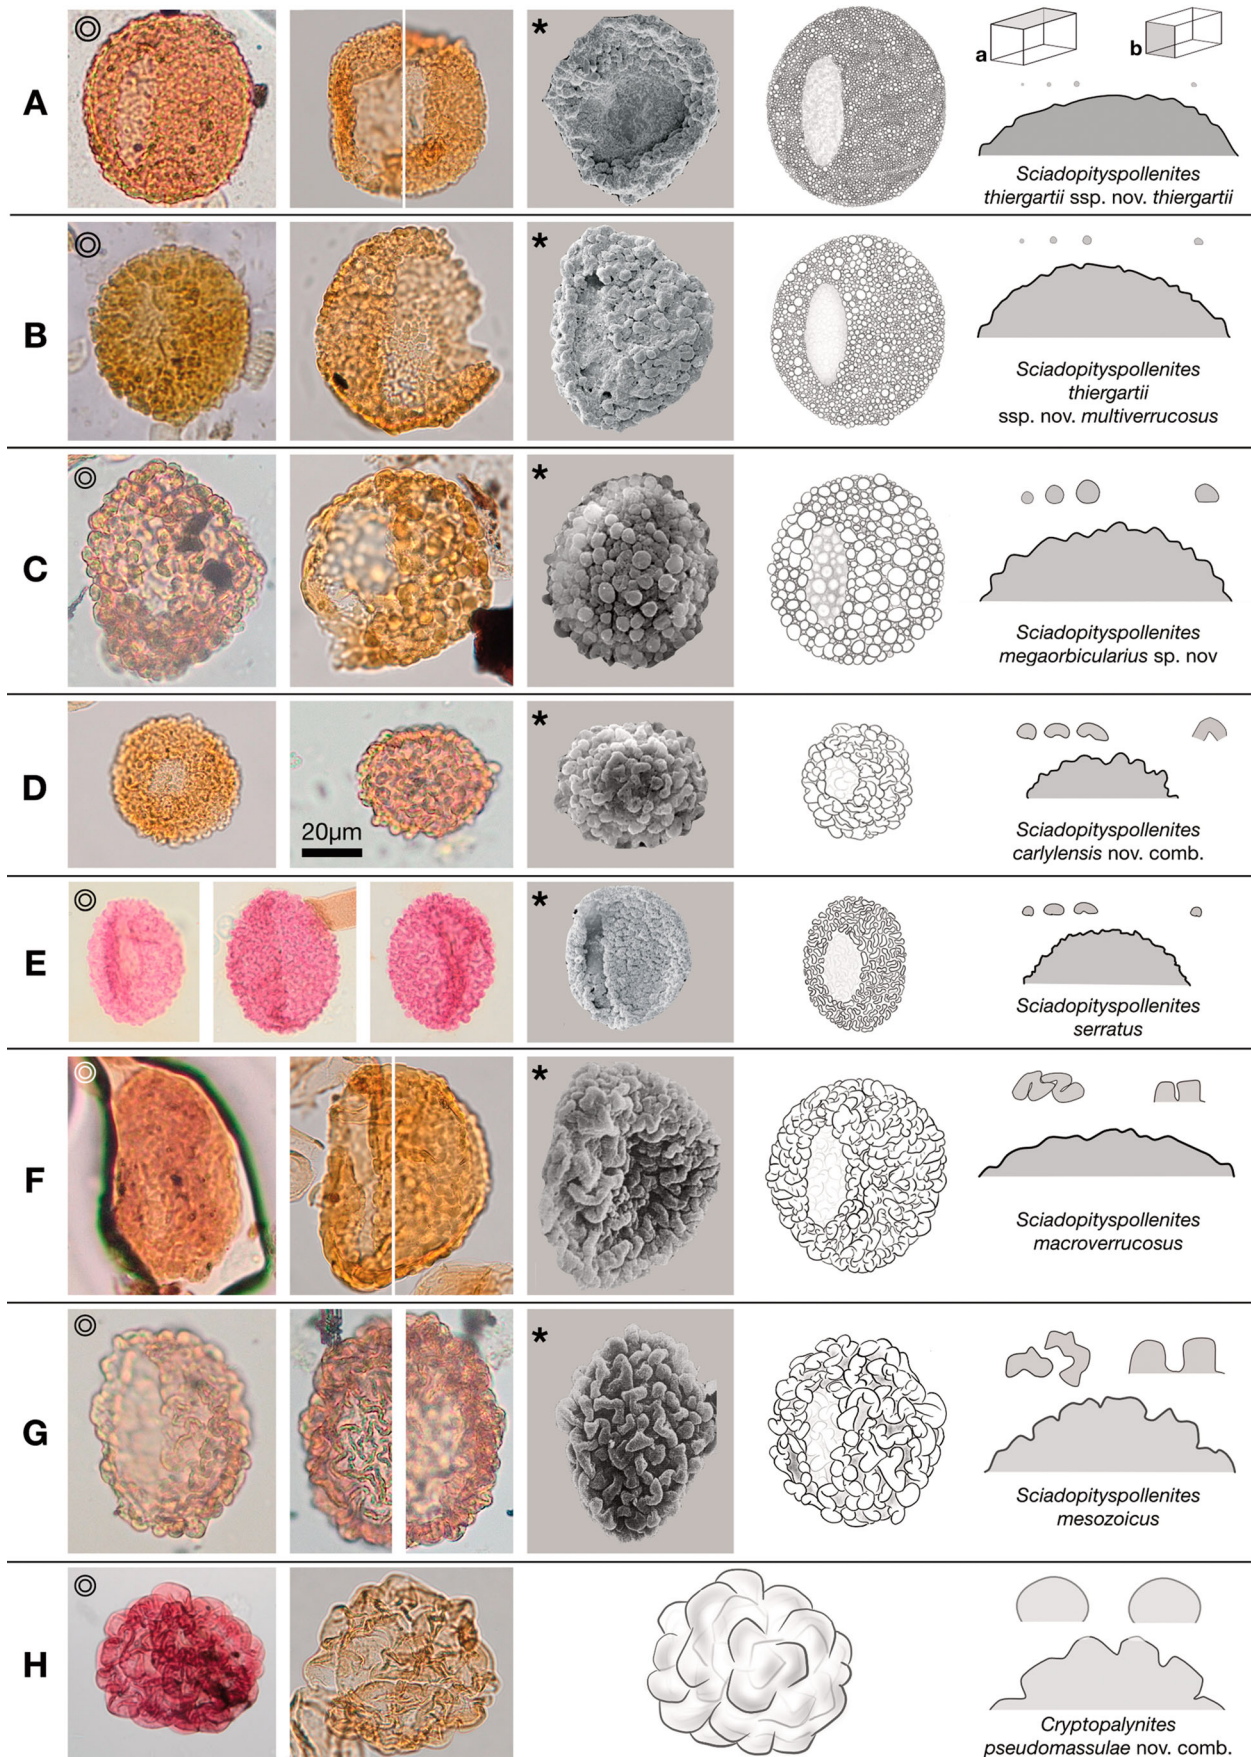 A
*
a
b
Sciadopityspollenites
thiergartii ssp. nov. thiergartii
B
*
Sciadopityspollenites
thiergartii
ssp. nov. multiverrucosus
C
*
Sciadopityspollenites
megaorbicularius sp. nov
D
20µm
*
Sciadopityspollenites
carlylensis nov. comb.
E
*
Sciadopityspollenites
serratus
F
*
Sciadopityspollenites
macroverrucosus
G
*
Sciadopityspollenites
mesozoicus
H
Cryptopalynites
pseudomassulae nov. comb.